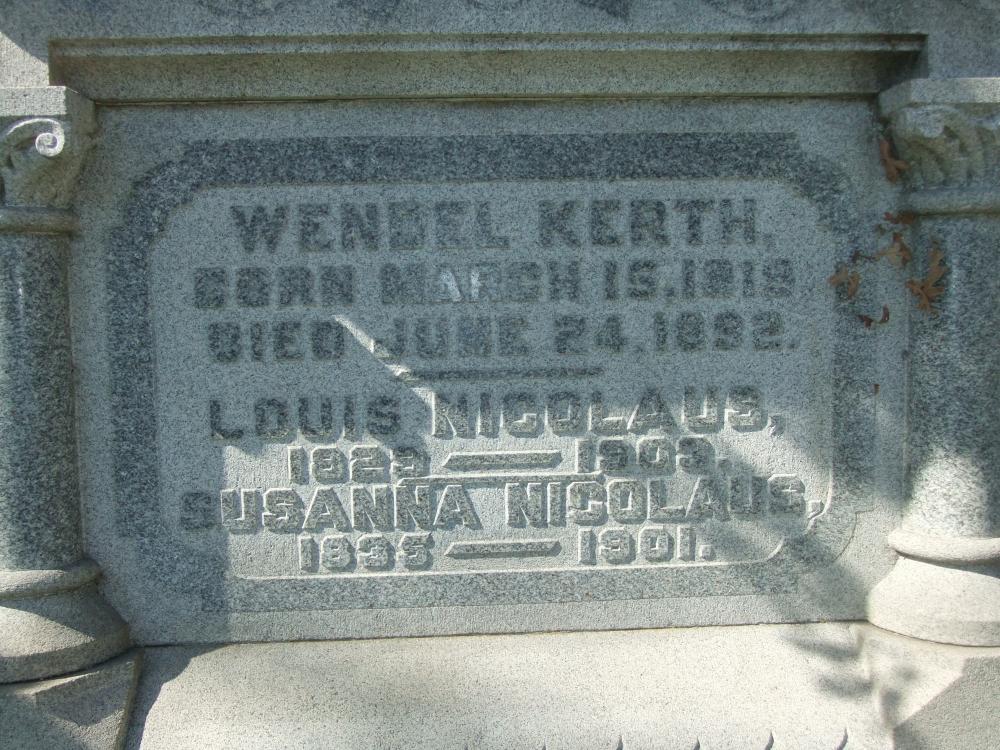 WENDEL KERTH.
BORN MARCH 15.1819
DIED JUNE 24.1892.
LOUIS NICOLAUS,
1823 — 1903.
SUSANNA NICOLAUS,
1835 — 1901.